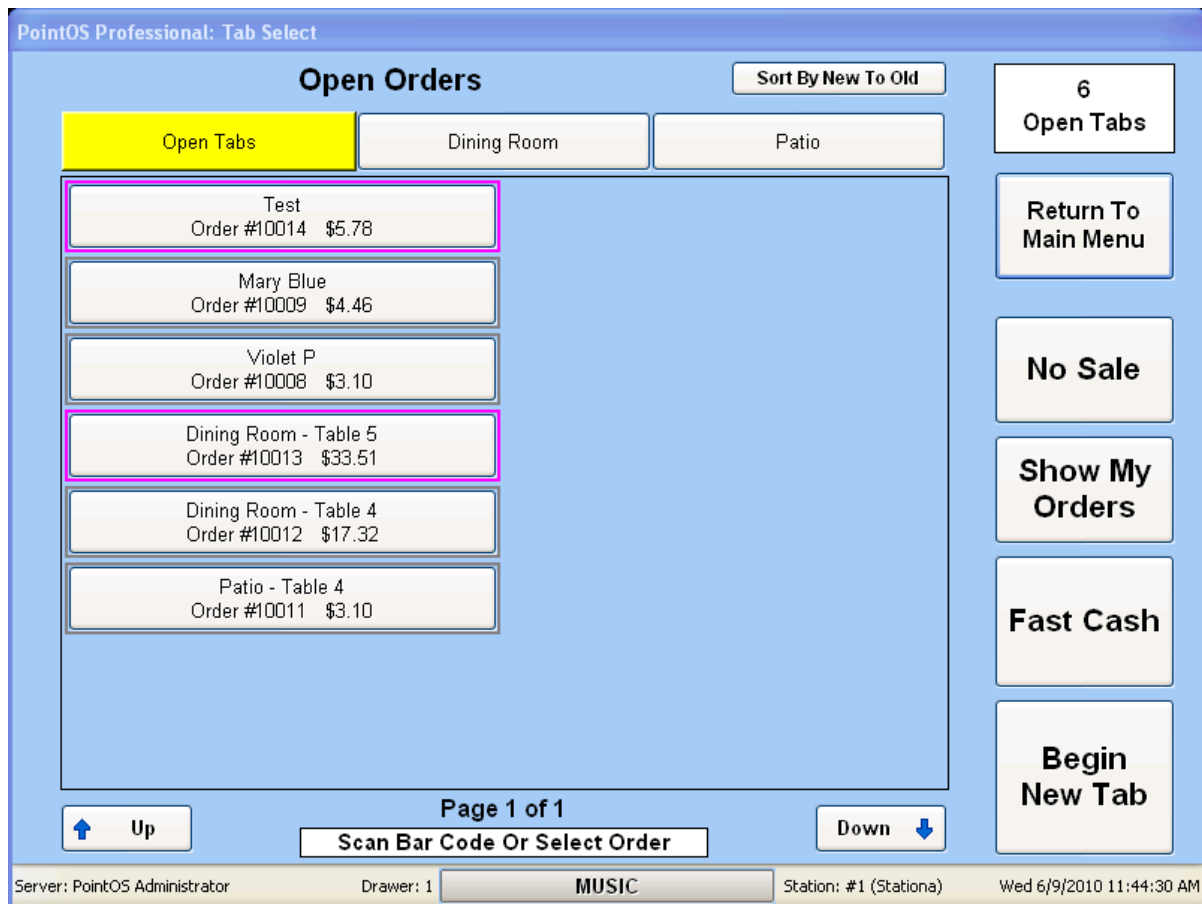 PointOS Professional: Tab Select
Open Orders
Sort By New To Old
6
Open Tabs
Open Tabs
Dining Room
Patio
Test
Order #10014 $5.78
Mary Blue
Order #10009 $4.46
Violet P
Order #10008 $3.10
Dining Room - Table 5
Order #10013 $33.51
Dining Room - Table 4
Order #10012 $17.32
Patio - Table 4
Order #10011 $3.10
Return To
Main Menu
No Sale
Show My
Orders
Fast Cash
Begin
New Tab
Up
Page 1 of 1
Scan Bar Code Or Select Order
Down
Server: PointOS Administrator
Drawer: 1
MUSIC
Station: #1 (Stationa)
Wed 6/9/2010 11:44:30 AM